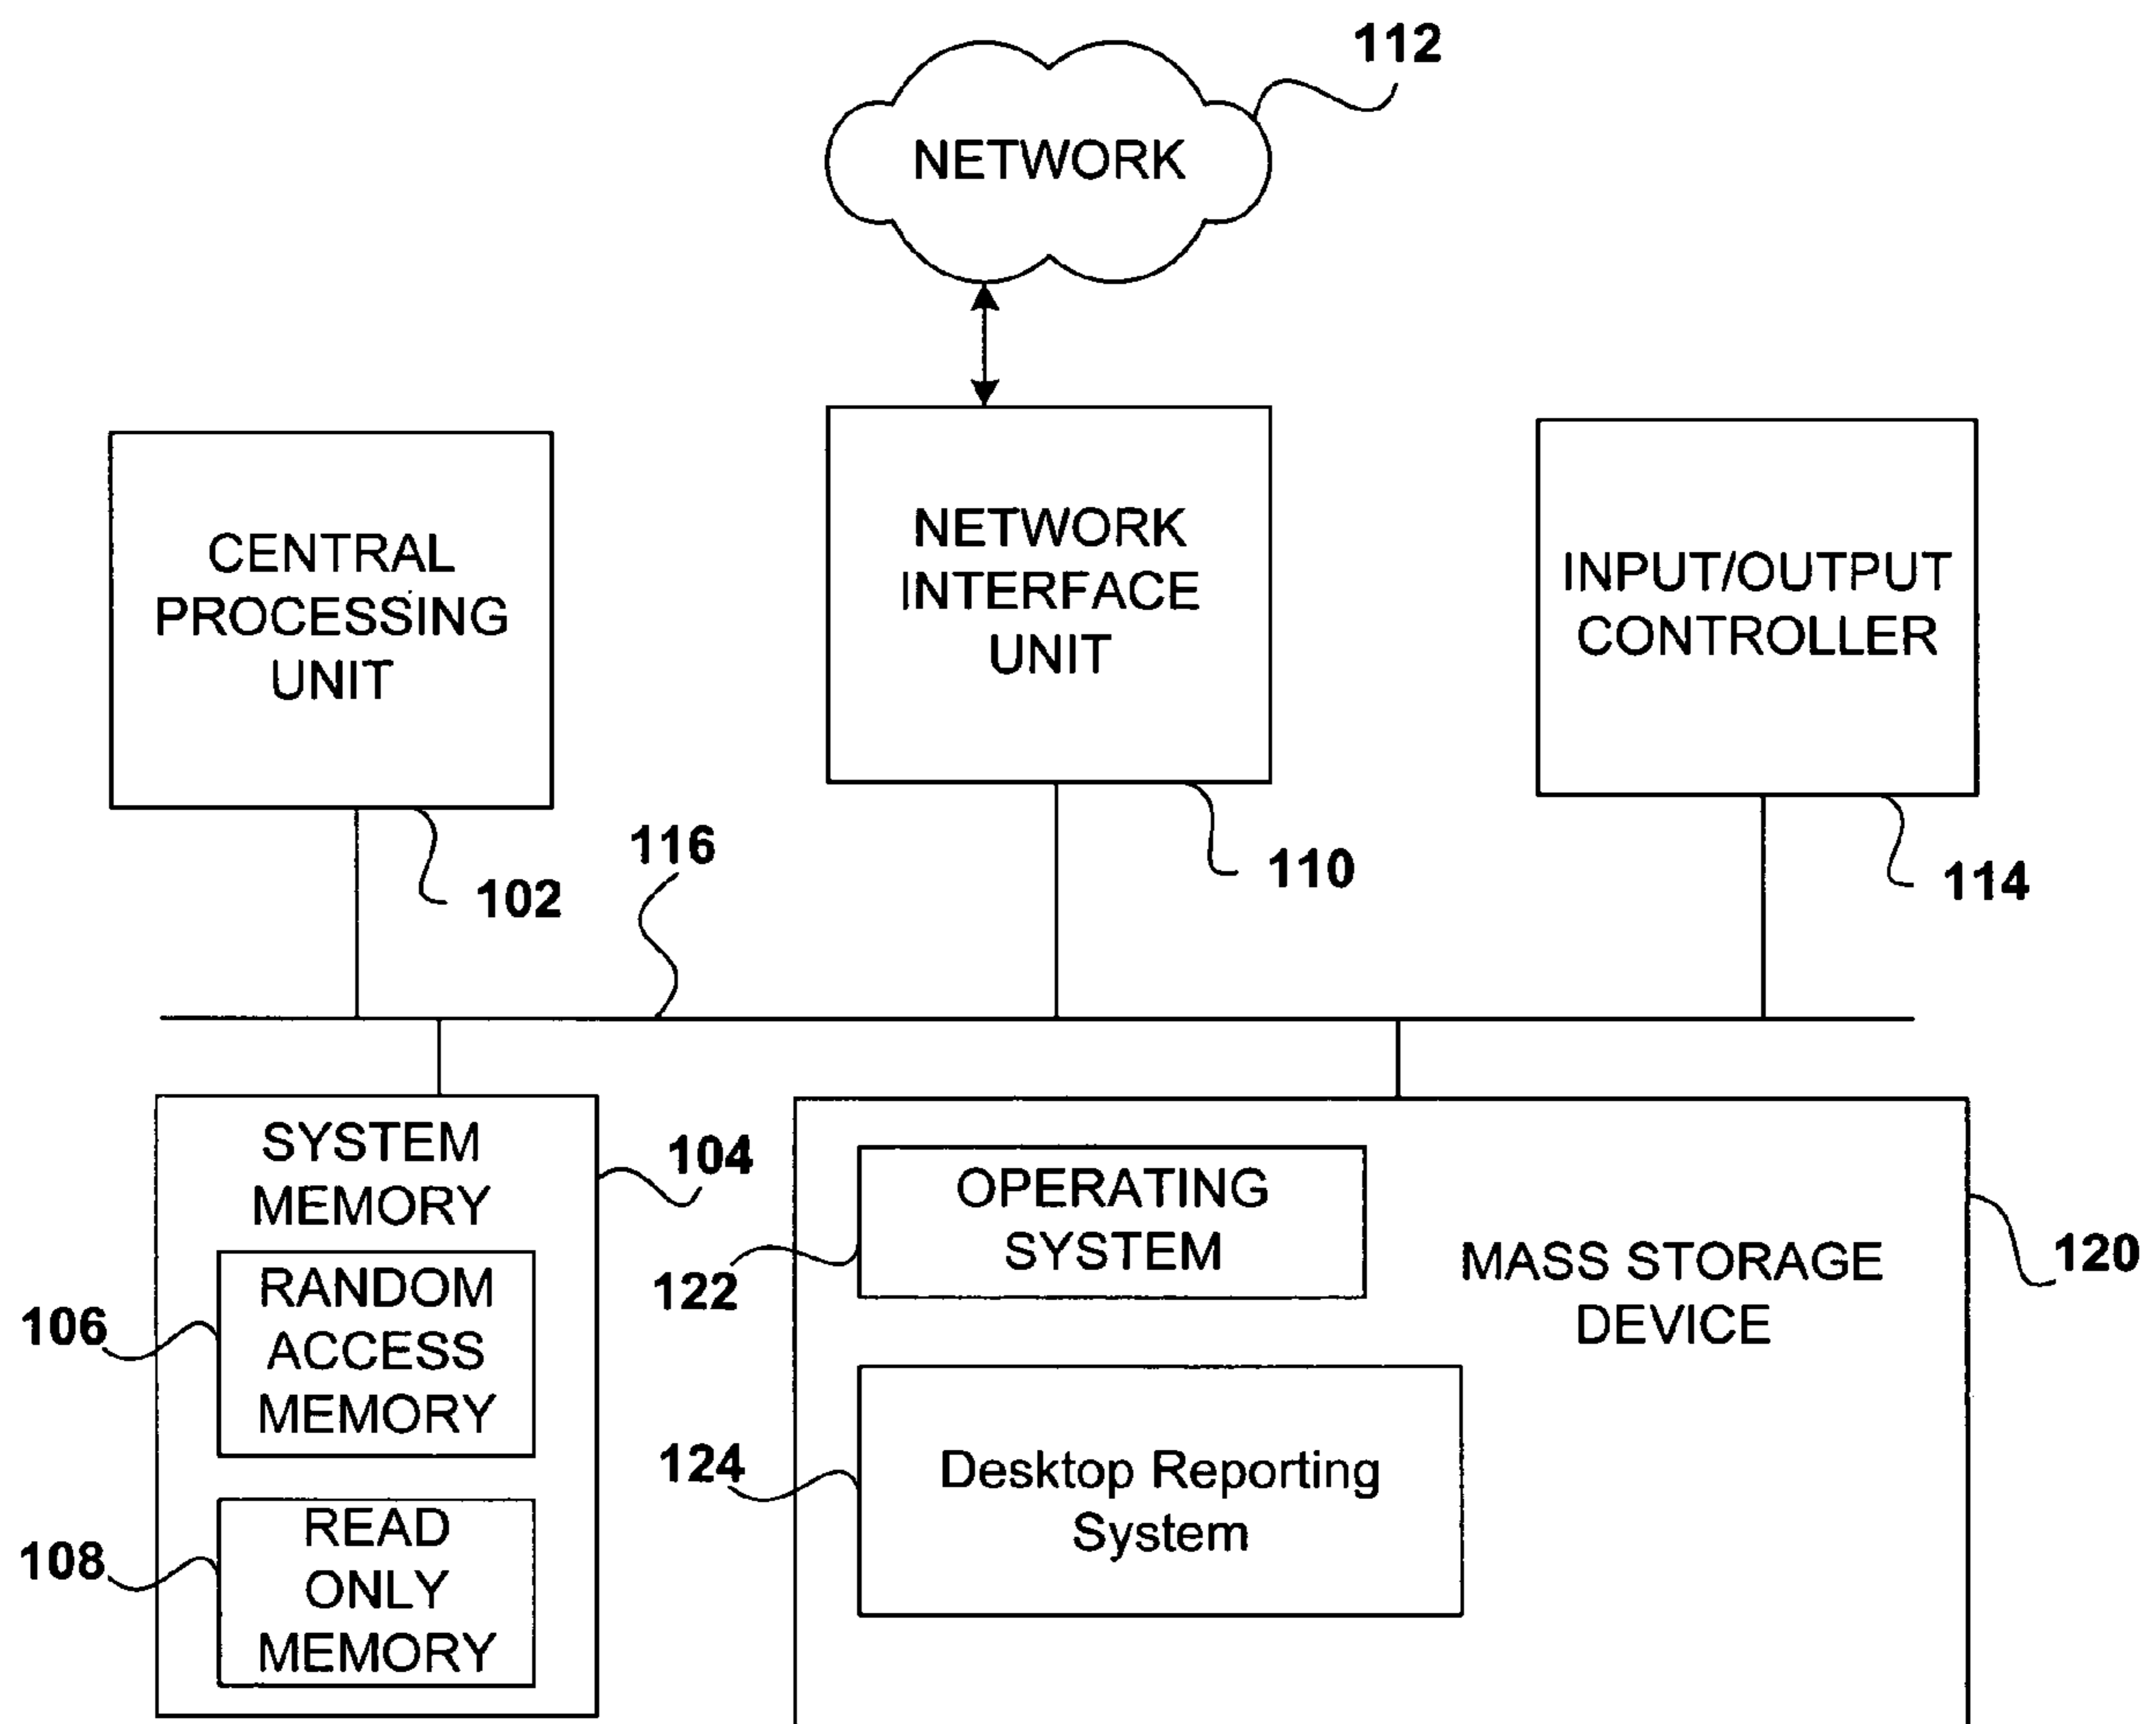 112
NETWORK
CENTRAL
PROCESSING
UNIT
NETWORK
INTERFACE
UNIT
INPUT/OUTPUT
CONTROLLER
102
116
110
114
SYSTEM
MEMORY
104
RANDOM
ACCESS
MEMORY
106
READ
ONLY
MEMORY
108
OPERATING
SYSTEM
122
MASS STORAGE
DEVICE
120
Desktop Reporting
System
124